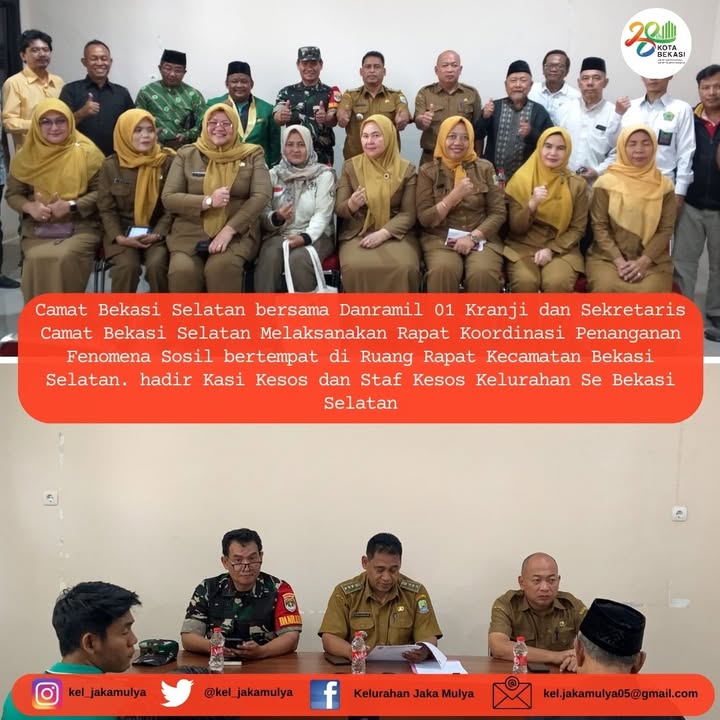 28 KOTA
BEKASI
Camat Bekasi Selatan bersama Danramil 01 Kranji dan Sekretaris
Camat Bekasi Selatan Melaksanakan Rapat Koordinasi Penanganan
Fenomena Sosil bertempat di Ruang Rapat Kecamatan Bekasi
Selatan. hadir Kasi Kesos dan Staf Kesos Kelurahan Se Bekasi
Selatan
kel_jakamulya @kel_jakamulya Kelurahan Jaka Mulya kel.jakamulya05@gmail.com